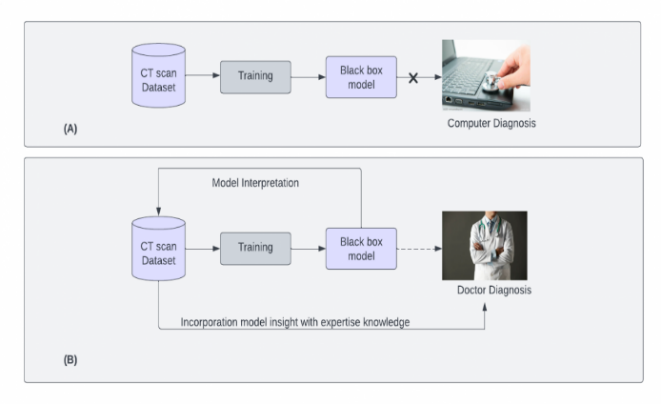 CT scan
Dataset
Training
Black box
model
Computer Diagnosis
(A)
Model Interpretation
CT scan
Dataset
Training
Black box
model
Doctor Diagnosis
Incorporation model insight with expertise knowledge
(B)